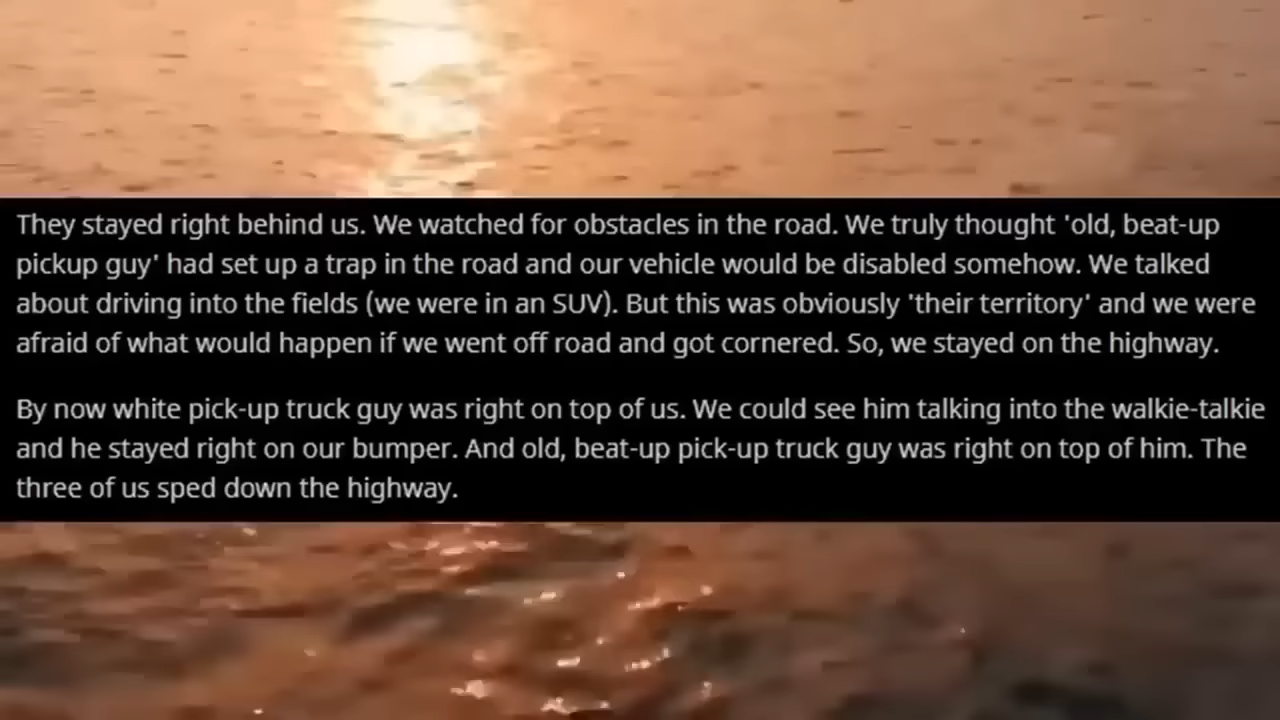 They stayed right behind us. We watched for obstacles in the road. We truly thought 'old, beat-up
pickup guy' had set up a trap in the road and our vehicle would be disabled somehow. We talked
about driving into the fields (we were in an SUV). But this was obviously 'their territory' and we were
afraid of what would happen if we went off road and got cornered. So, we stayed on the highway.
By now white pick-up truck guy was right on top of us. We could see him talking into the walkie-talkie
and he stayed right on our bumper. And old, beat-up pick-up truck guy was right on top of him. The
three of us sped down the highway.